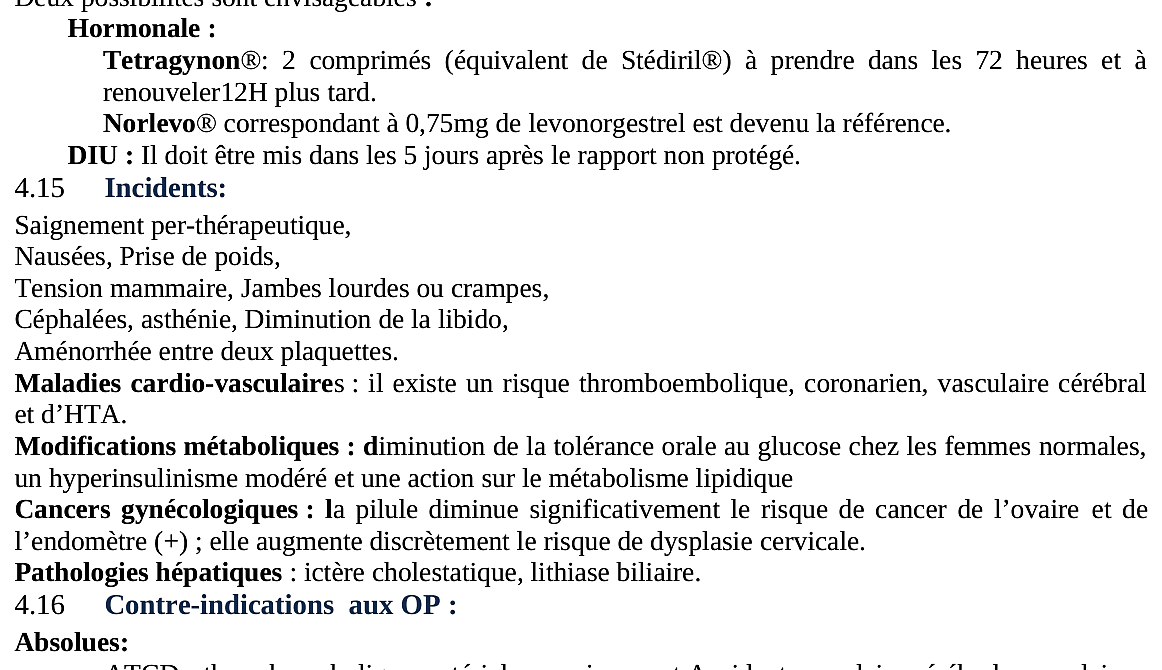 Deux possibilités sont envisageables :
Hormonale :
Tetragynon®: 2 comprimés (équivalent de Stédiril®) à prendre dans les 72 heures et à
renouveler12H plus tard.
Norlevo® correspondant à 0,75mg de levonorgestrel est devenu la référence.
DIU : Il doit être mis dans les 5 jours après le rapport non protégé.
4.15 Incidents:
Saignement per-thérapeutique,
Nausées, Prise de poids,
Tension mammaire, Jambes lourdes ou crampes,
Céphalées, asthénie, Diminution de la libido,
Aménorrhée entre deux plaquettes.
Maladies cardio-vasculaires : il existe un risque thromboembolique, coronarien, vasculaire cérébral
et d’HTA.
Modifications métaboliques : diminution de la tolérance orale au glucose chez les femmes normales,
un hyperinsulinisme modéré et une action sur le métabolisme lipidique
Cancers gynécologiques : la pilule diminue significativement le risque de cancer de l’ovaire et de
l’endomètre (+) ; elle augmente discrètement le risque de dysplasie cervicale.
Pathologies hépatiques : ictère cholestatique, lithiase biliaire.
4.16 Contre-indications aux OP :
Absolues: